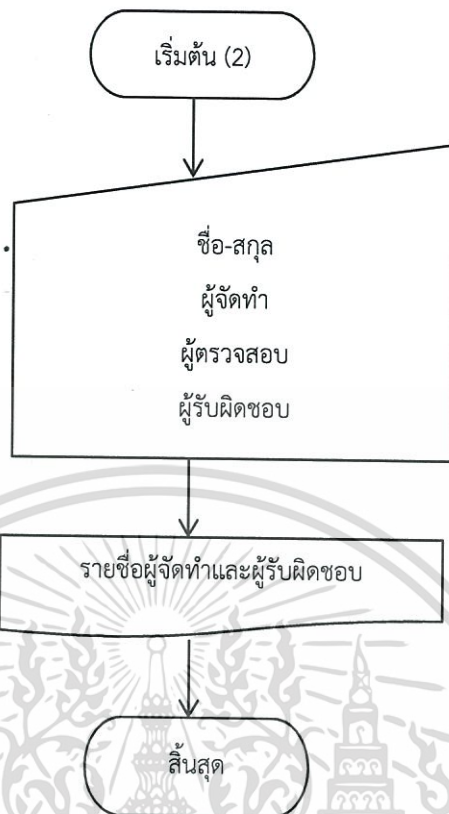 เริ่มต้น (2)
ชื่อ-สกุล
ผู้จัดทำ
ผู้ตรวจสอบ
ผู้รับผิดชอบ
รายชื่อผู้จัดทำและผู้รับผิดชอบ
สิ้นสุด